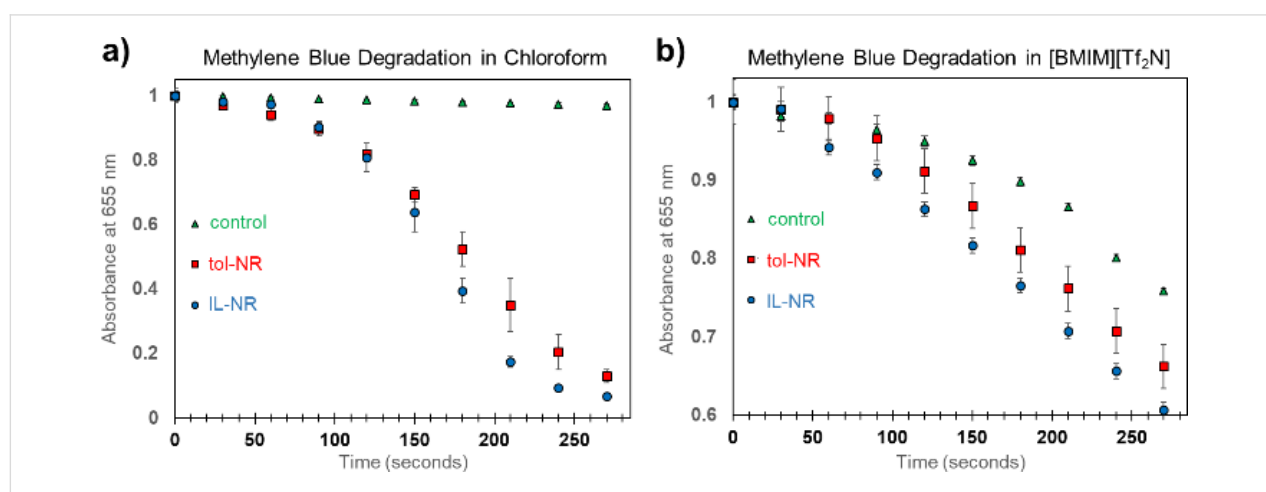 a) Methylene Blue Degradation in Chloroform
Absorbance at 655 nm
1
0.8
0.6
0.4
0.2
0
control
tol-NR
IL-NR
0 50 100 150 200 250
Time (seconds)
b) Methylene Blue Degradation in [BMIM][Tf₂N]
Absorbance at 655 nm
1
0.9
0.8
0.7
0.6
control
tol-NR
IL-NR
0 50 100 150 200 250
Time (seconds)